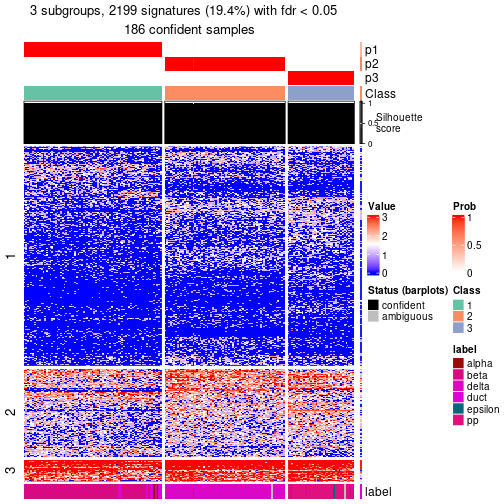 3 subgroups, 2199 signatures (19.4%) with fdr < 0.05
186 confident samples
p1
p2
p3
Class
1
0.5
0
Silhouette
score
1
2
3
label
Value
3
2
1
0
Prob
1
0.5
0
Status (barplots)
confident
ambiguous
Class
1
2
3
label
alpha
beta
delta
duct
epsilon
pp